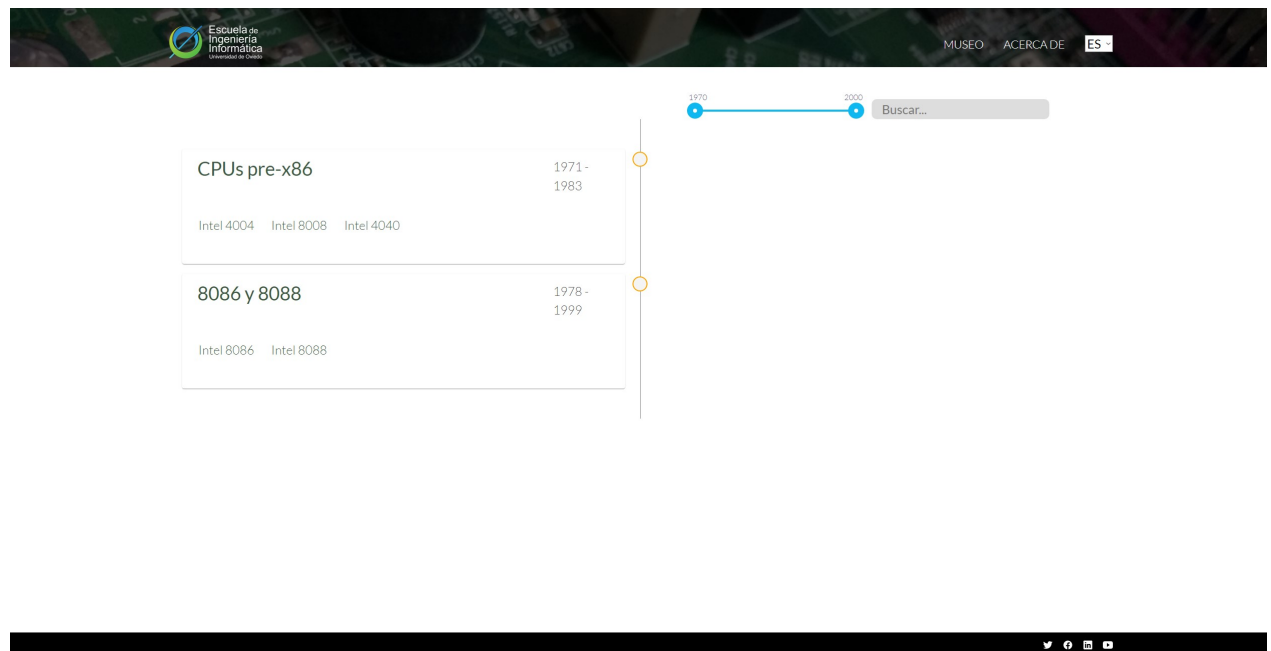 Escuela de
Ingeniería
Informática
Universidad de Oviedo
MUSEO ACERCA DE ES
1970 2000
Buscar...
CPUs pre-x86 1971 -
1983
Intel 4004 Intel 8008 Intel 4040
8086 y 8088 1978 -
1999
Intel 8086 Intel 8088